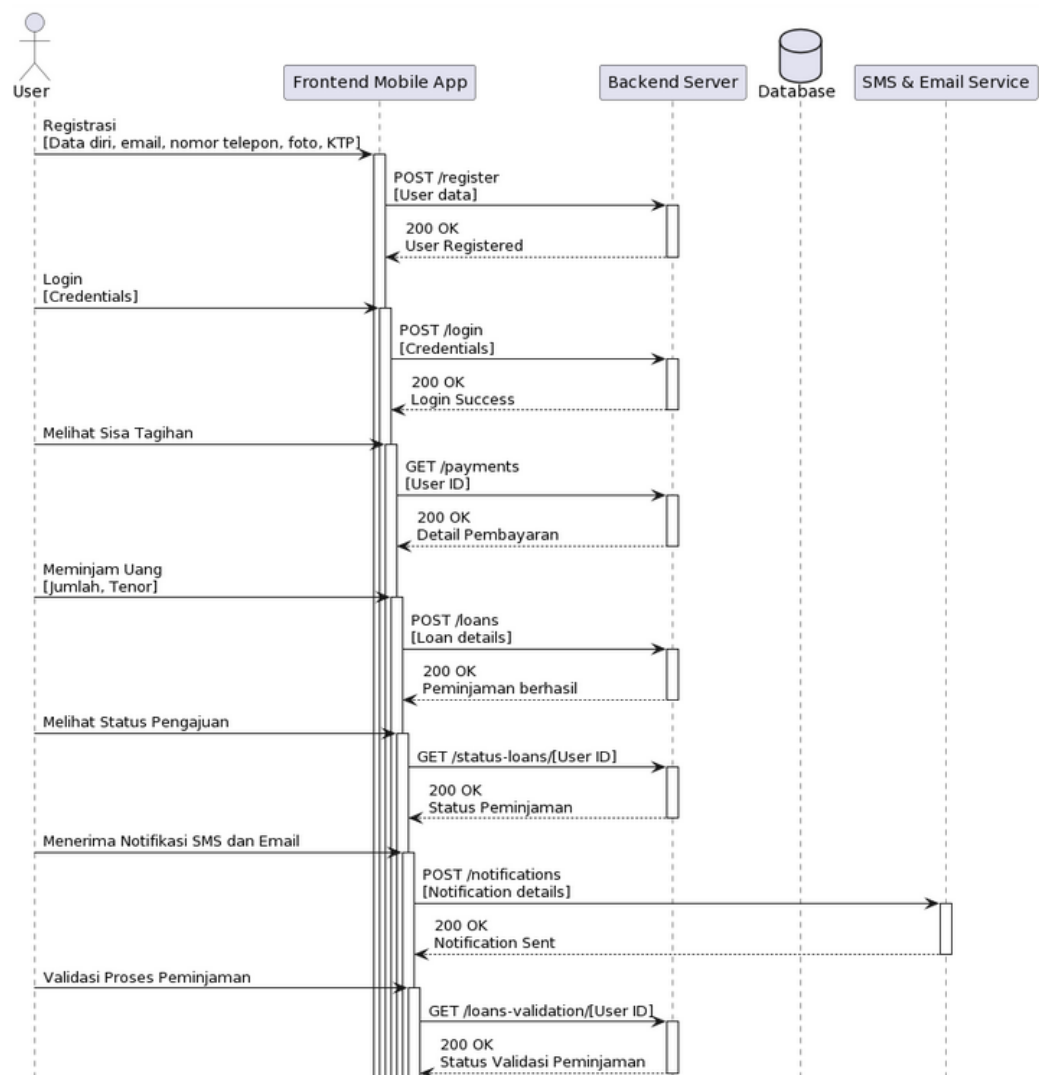 User
Frontend Mobile App
Backend Server
Database
SMS & Email Service
Registrasi
[Data diri, email, nomor telepon, foto, KTP]
POST /register
[User data]
200 OK
User Registered
Login
[Credentials]
POST /login
[Credentials]
200 OK
Login Success
Melihat Sisa Tagihan
GET /payments
[User ID]
200 OK
Detail Pembayaran
Meminjam Uang
[Jumlah, Tenor]
POST /loans
[Loan details]
200 OK
Peminjaman berhasil
Melihat Status Pengajuan
GET /status-loans/[User ID]
200 OK
Status Peminjaman
Menerima Notifikasi SMS dan Email
POST /notifications
[Notification details]
200 OK
Notification Sent
Validasi Proses Peminjaman
GET /loans-validation/[User ID]
200 OK
Status Validasi Peminjaman